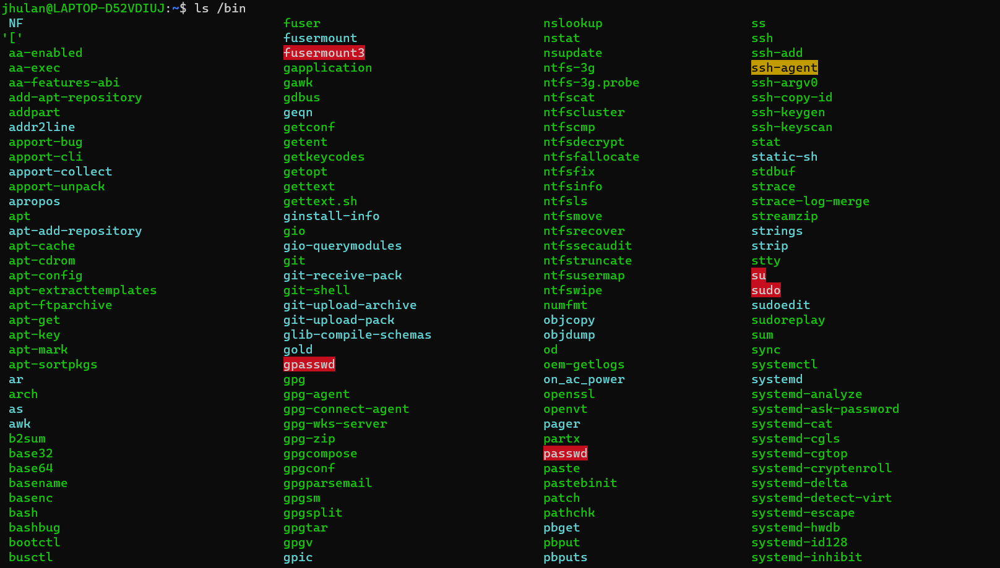 jhulan@LAPTOP-D52VDIUJ:~$ ls /bin
NF fuser nslookup ss
'[' fusermount nstat ssh
aa-enabled fusermount3 nsupdate ssh-add
aa-exec gapplication ntfs-3g ssh-agent
aa-features-abi gawk ntfs-3g.probe ssh-argv0
add-apt-repository gdbus ntfscat ssh-copy-id
addpart geqn ntfscluster ssh-keygen
addr2line getconf ntfscmp ssh-keyscan
apport-bug getent ntfsdecrypt stat
apport-cli getkeycodes ntfsfallocate static-sh
apport-collect getopt ntfsfix stdbuf
apport-unpack gettext ntfsinfo strace
apropos gettext.sh ntfsls strace-log-merge
apt ginstall-info ntfsmove streamzip
apt-add-repository gio ntfsrecover strings
apt-cache gio-querymodules ntfssecaudit strip
apt-cdrom git ntfstruncate stty
apt-config git-receive-pack ntfsusermap su
apt-extracttemplates git-shell ntfswipe sudo
apt-ftparchive git-upload-archive numfmt sudoedit
apt-get git-upload-pack objcopy sudoreplay
apt-key glib-compile-schemas objdump sum
apt-mark gold od sync
apt-sortpkgs gpasswd oem-getlogs systemctl
ar gpg on_ac_power systemd
arch gpg-agent openssl systemd-analyze
as gpg-connect-agent openvt systemd-ask-password
awk gpg-wks-server pager systemd-cat
b2sum gpg-zip partx systemd-cgls
base32 gpgcompose passwd systemd-cgtop
base64 gpgconf paste systemd-cryptenroll
basename gpgparsemail pastebinit systemd-delta
basenc gpgsm patch systemd-detect-virt
bash gpgsplit pathchk systemd-escape
bashbug gpgtar pbget systemd-hwdb
bootctl gpgv pbput systemd-id128
busctl gpic pbputs systemd-inhibit